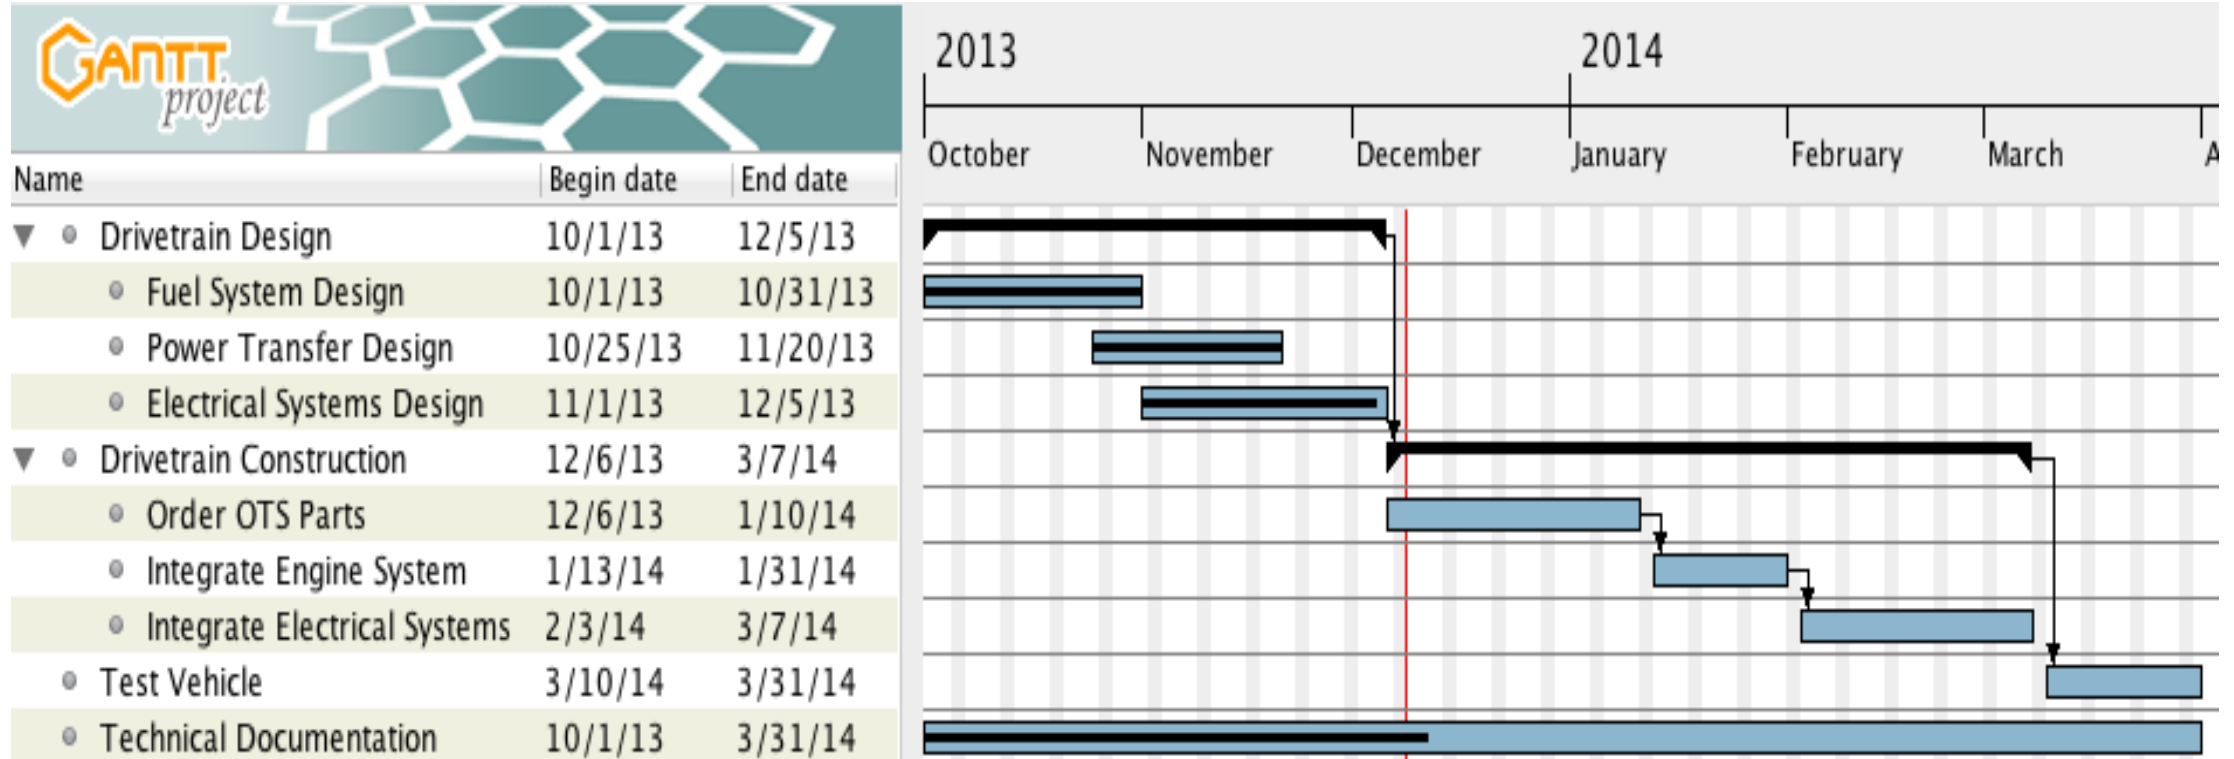 GANTT
project
2013 2014
October November December January February March A
Name Begin date End date
Drivetrain Design 10/1/13 12/5/13
Fuel System Design 10/1/13 10/31/13
Power Transfer Design 10/25/13 11/20/13
Electrical Systems Design 11/1/13 12/5/13
Drivetrain Construction 12/6/13 3/7/14
Order OTS Parts 12/6/13 1/10/14
Integrate Engine System 1/13/14 1/31/14
Integrate Electrical Systems 2/3/14 3/7/14
Test Vehicle 3/10/14 3/31/14
Technical Documentation 10/1/13 3/31/14